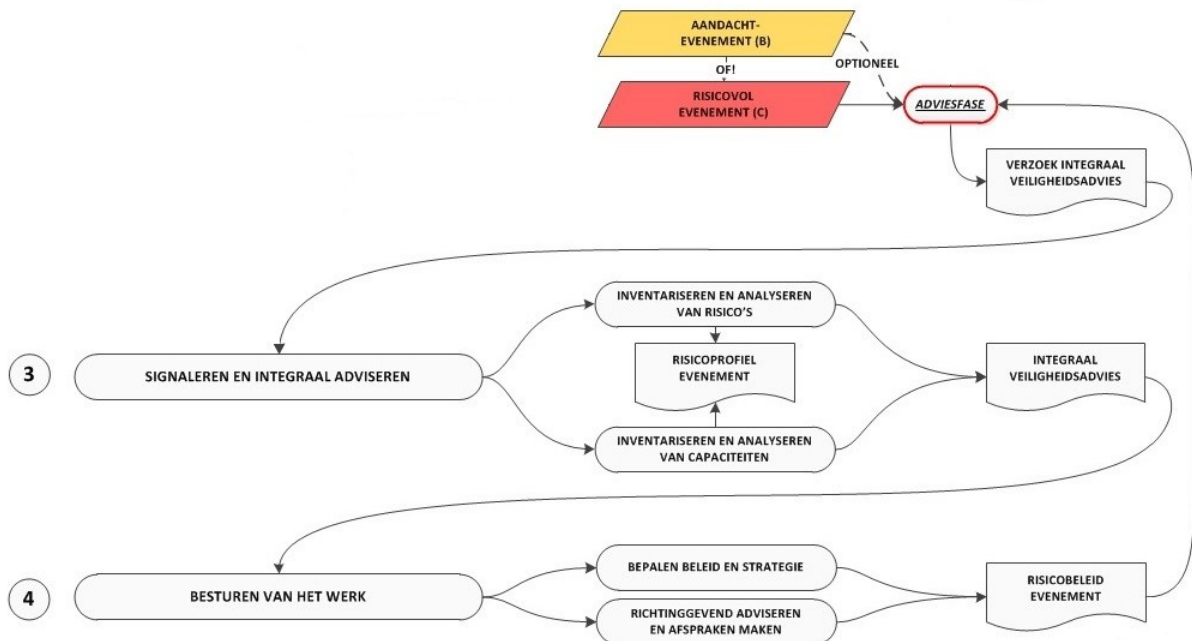 AANDACHT-
EVENEMENT (B)
OPTIONEEL
OF!
RISICOVOL
EVENEMENT (C)
ADVIESFASE
VERZOEK INTEGRAAL
VEILIGHEIDSADVIES
INVENTARISEREN EN ANALYSEREN
VAN RISICO'S
3
SIGNALEREN EN INTEGRAAL ADVISEREN
RISICOPROFIEL
EVENEMENT
INTEGRAAL
VEILIGHEIDSADVIES
INVENTARISEREN EN ANALYSEREN
VAN CAPACITEITEN
4
BESTUREN VAN HET WERK
BEPALEN BELEID EN STRATEGIE
RICHTINGGEVEND ADVISEREN
EN AFSPRAKEN MAKEN
RISICOBELEID
EVENEMENT